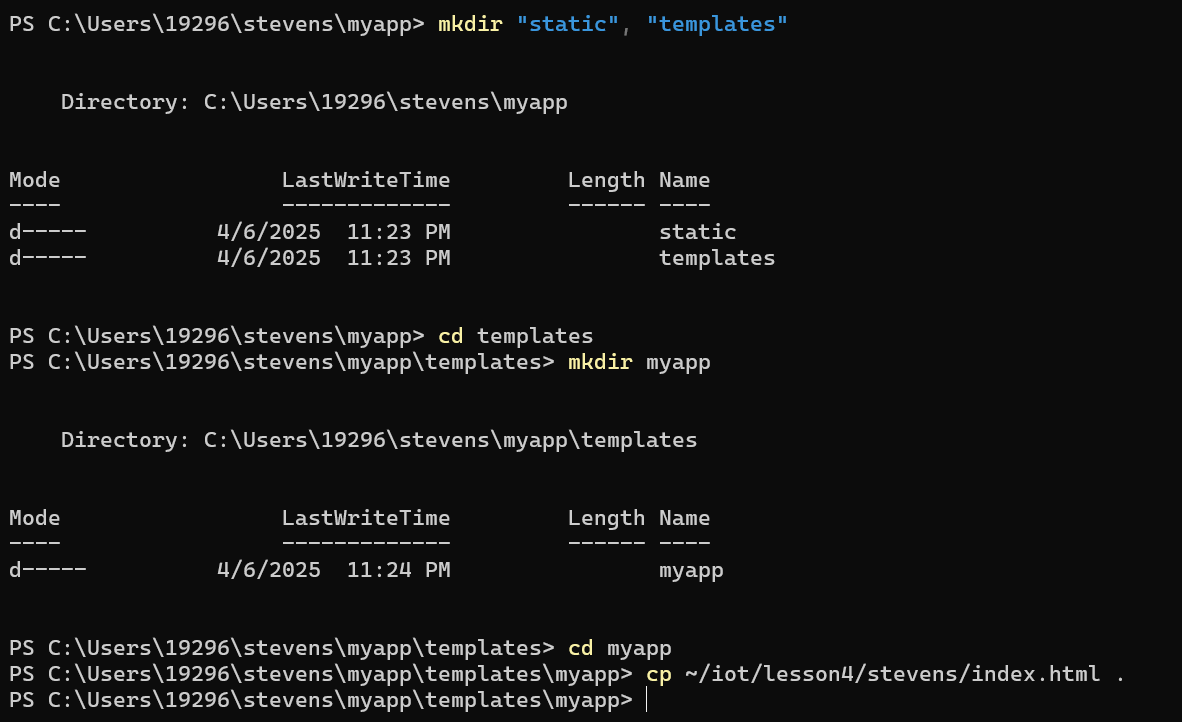 PS C:\Users\19296\stevens\myapp> mkdir "static", "templates"
Directory: C:\Users\19296\stevens\myapp
Mode                 LastWriteTime         Length Name
----                 -------------         ------ ----
d-----          4/6/2025  11:23 PM                static
d-----          4/6/2025  11:23 PM                templates
PS C:\Users\19296\stevens\myapp> cd templates
PS C:\Users\19296\stevens\myapp\templates> mkdir myapp
Directory: C:\Users\19296\stevens\myapp\templates
Mode                 LastWriteTime         Length Name
----                 -------------         ------ ----
d-----          4/6/2025  11:24 PM                myapp
PS C:\Users\19296\stevens\myapp\templates> cd myapp
PS C:\Users\19296\stevens\myapp\templates\myapp> cp ~/iot/lesson4/stevens/index.html .
PS C:\Users\19296\stevens\myapp\templates\myapp>